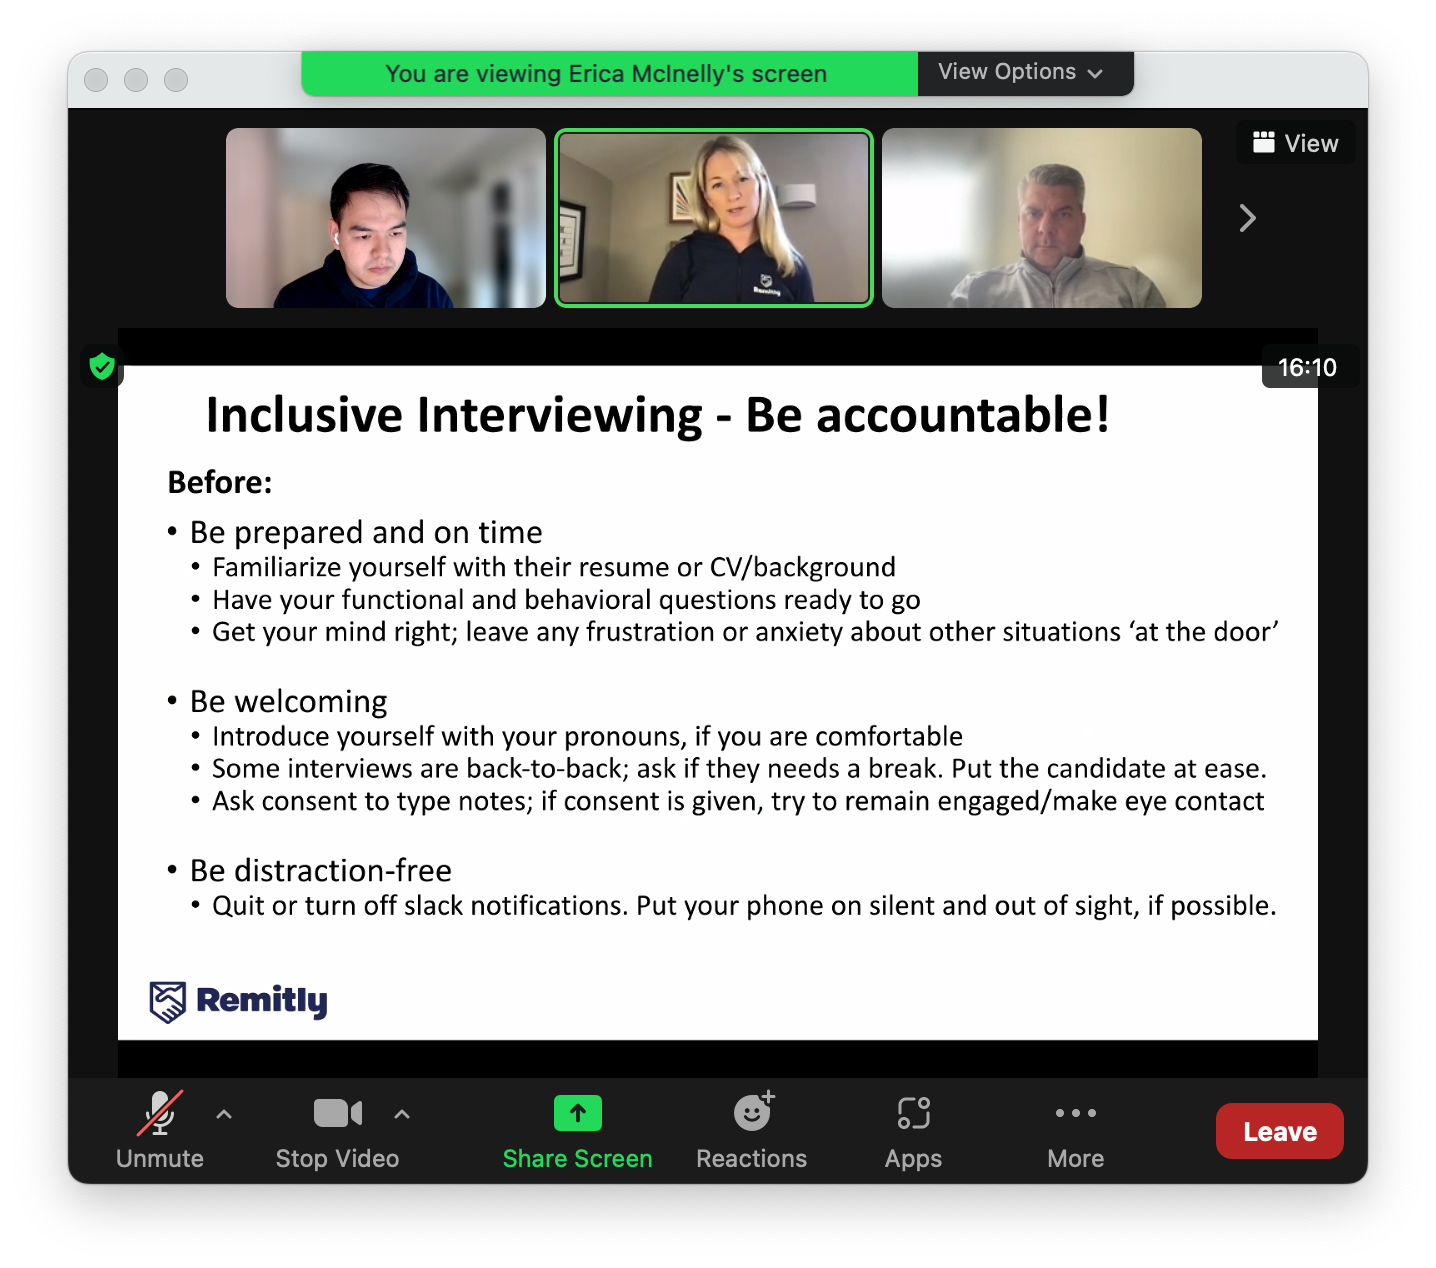 You are viewing Erica McInelly's screen
View Options
View
Remitly
16:10
Inclusive Interviewing - Be accountable!
Before:
• Be prepared and on time
• Familiarize yourself with their resume or CV/background
• Have your functional and behavioral questions ready to go
• Get your mind right; leave any frustration or anxiety about other situations ‘at the door’
• Be welcoming
• Introduce yourself with your pronouns, if you are comfortable
• Some interviews are back-to-back; ask if they needs a break. Put the candidate at ease.
• Ask consent to type notes; if consent is given, try to remain engaged/make eye contact
• Be distraction-free
• Quit or turn off slack notifications. Put your phone on silent and out of sight, if possible.
Remitly
Unmute
Stop Video
Share Screen
Reactions
Apps
More
Leave